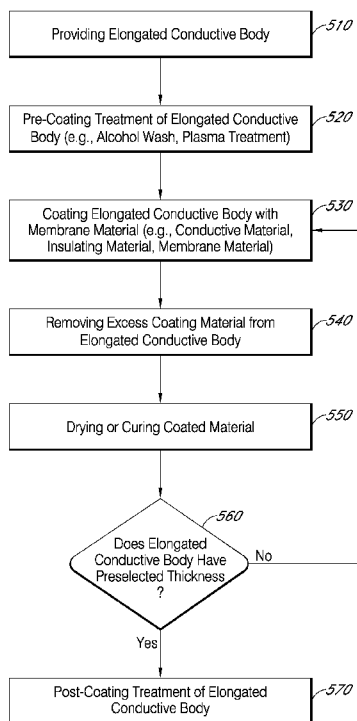 Providing Elongated Conductive Body
510
Pre-Coating Treatment of Elongated Conductive
Body (e.g., Alcohol Wash, Plasma Treatment)
520
Coating Elongated Conductive Body with
Membrane Material (e.g., Conductive Material,
Insulating Material, Membrane Material)
530
Removing Excess Coating Material from
Elongated Conductive Body
540
Drying or Curing Coated Material
550
560
Does Elongated
Conductive Body Have
Preselected Thickness
?
No
Yes
Post-Coating Treatment of Elongated
Conductive Body
570